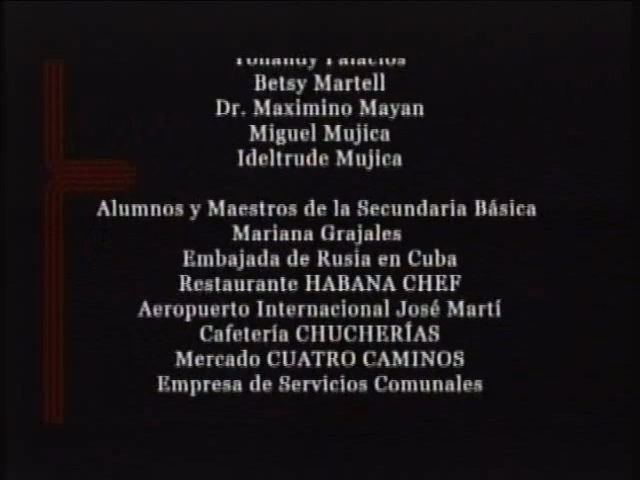 Betsy Martell
Dr. Maximino Mayan
Miguel Mujica
Ideltrude Mujica
Alumnos y Maestros de la Secundaria Básica
Mariana Grajales
Embajada de Rusia en Cuba
Restaurante HABANA CHEF
Aeropuerto Internacional José Martí
Cafetería CHUCHERÍAS
Mercado CUATRO CAMINOS
Empresa de Servicios Comunales